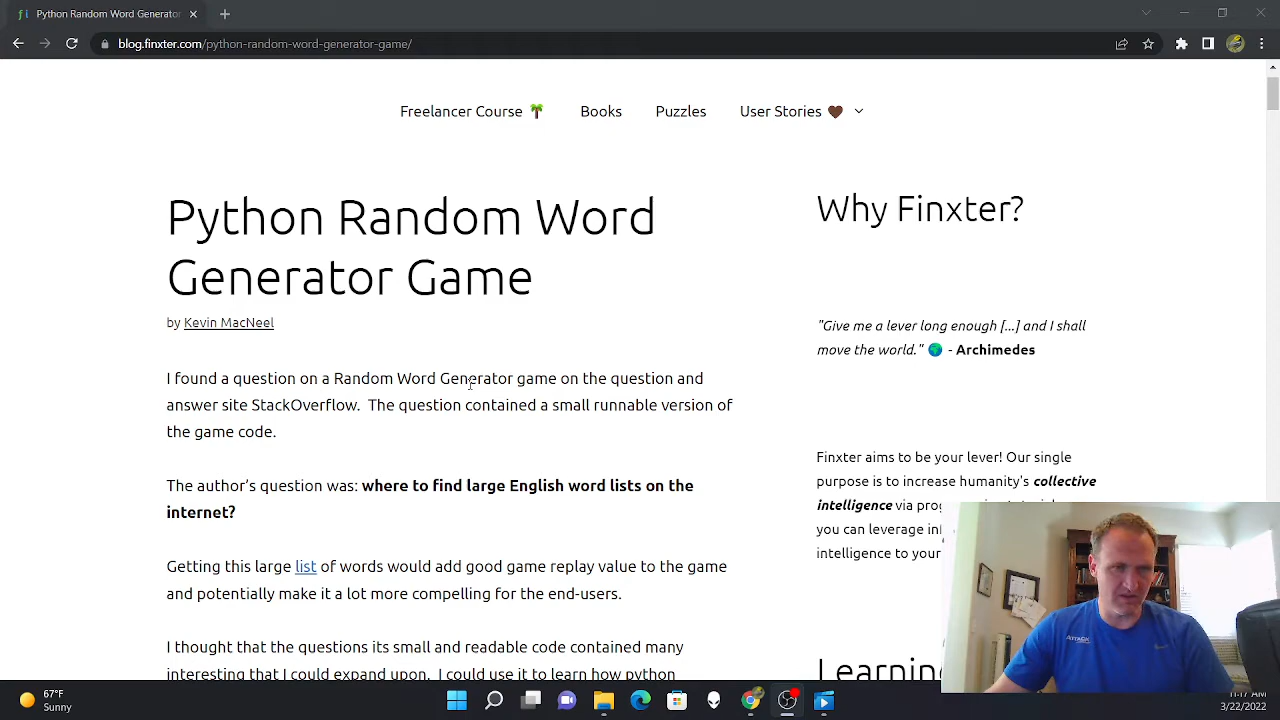 Python Random Word Generator
blog.finxter.com/python-random-word-generator-game/
Freelancer Course 🌴 Books Puzzles User Stories 🤎
Python Random Word
Generator Game
by Kevin MacNeel
I found a question on a Random Word Generator game on the question and
answer site StackOverflow. The question contained a small runnable version of
the game code.
The author's question was: where to find large English word lists on the
internet?
Getting this large list of words would add good game replay value to the game
and potentially make it a lot more compelling for the end-users.
I thought that the questions its small and readable code contained many
interesting that I could expand upon. I could use it to learn how python
Why Finxter?
"Give me a lever long enough [...] and I shall
move the world." 🌍 - Archimedes
Finxter aims to be your lever! Our single
purpose is to increase humanity's collective
intelligence via
you can leverage
intelligence to your
Learnin
ATTACK
67°F
Sunny
11:17 AM
3/22/2022